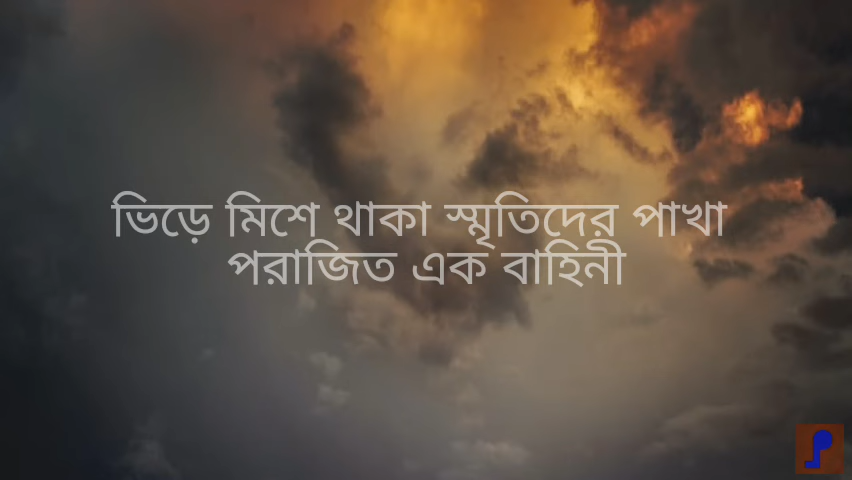 ভিড়ে মিশে থাকা স্মৃতিদের পাখা
পরাজিত এক বাহিনী